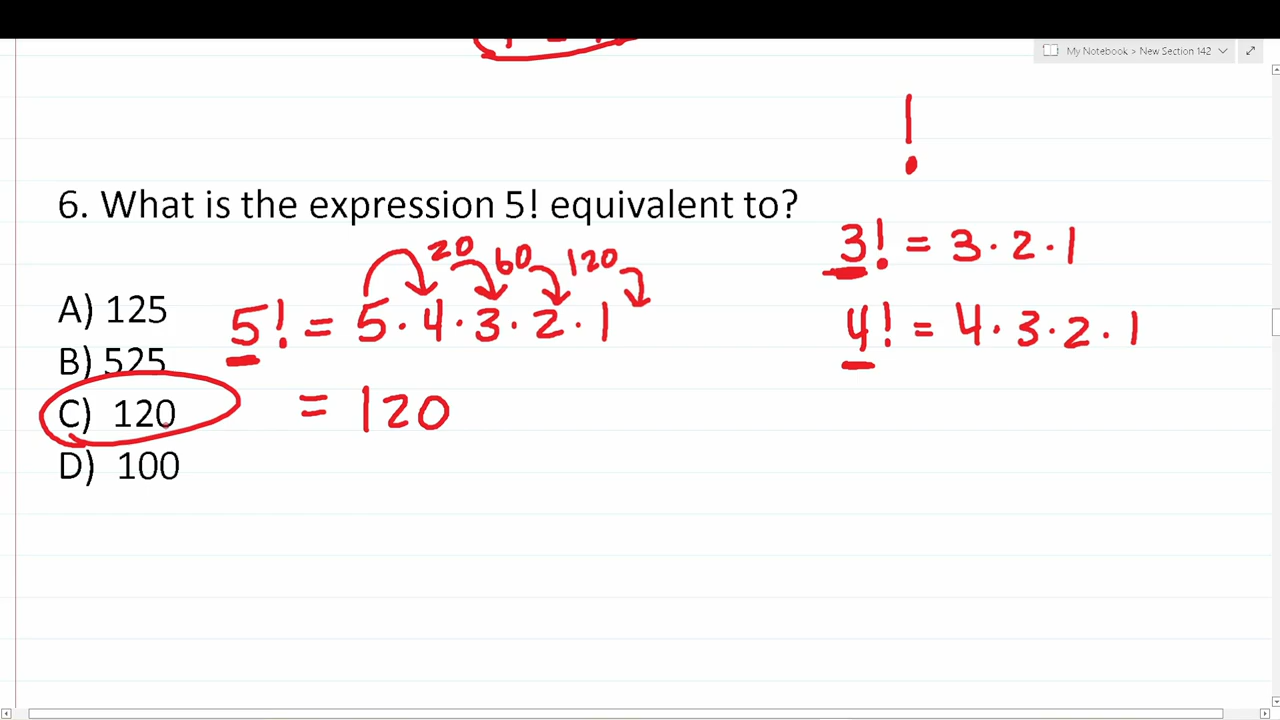 My Notebook > New Section 142
!
6. What is the expression 5! equivalent to?
3! = 3 · 2 · 1
20 60 120
A) 125
5! = 5 · 4 · 3 · 2 · 1
4! = 4 · 3 · 2 · 1
B) 525
C) 120
= 120
D) 100